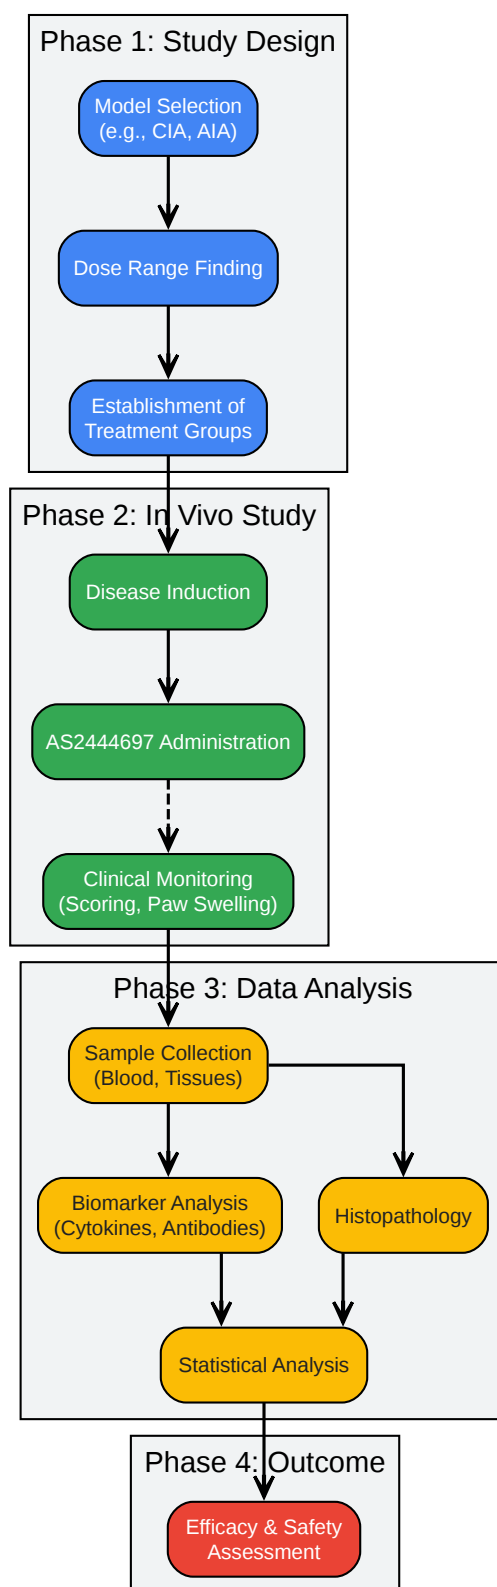 Phase 1: Study Design
Model Selection
(e.g., CIA, AIA)
Dose Range Finding
Establishment of
Treatment Groups
Phase 2: In Vivo Study
Disease Induction
AS2444697 Administration
Clinical Monitoring
(Scoring, Paw Swelling)
Phase 3: Data Analysis
Sample Collection
(Blood, Tissues)
Biomarker Analysis
(Cytokines, Antibodies)
Histopathology
Statistical Analysis
Phase 4: Outcome
Efficacy & Safety
Assessment